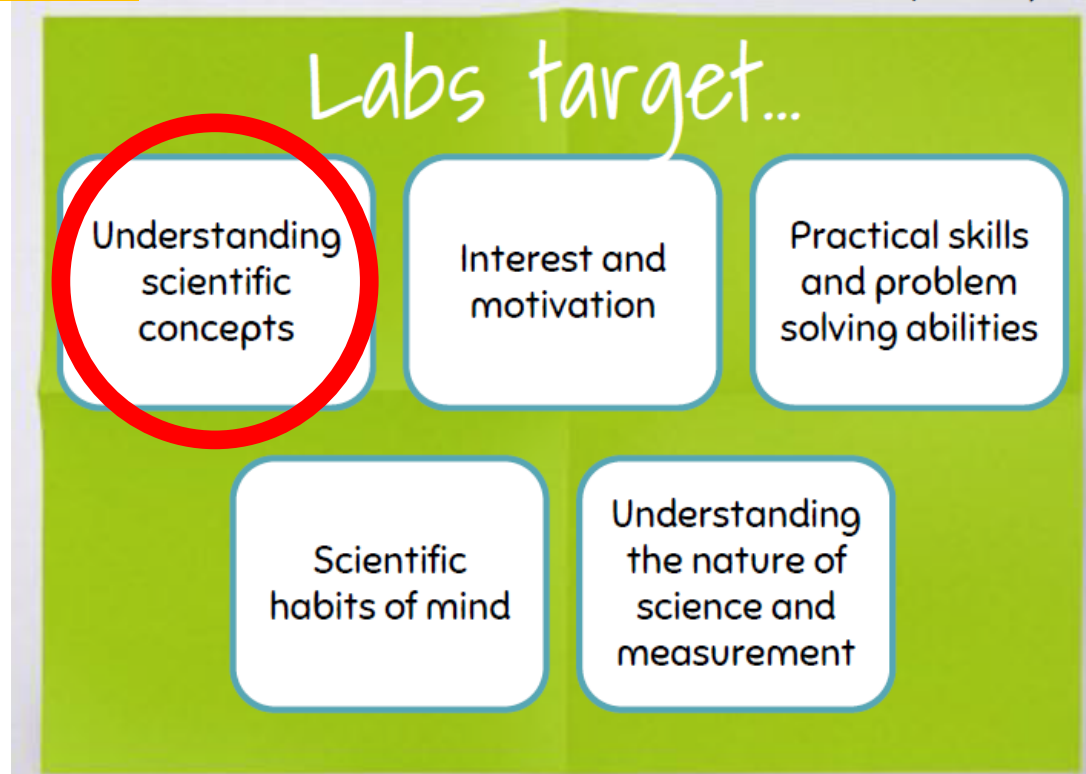 Labs target...
Understanding
scientific
concepts
Interest and
motivation
Practical skills
and problem
solving abilities
Scientific
habits of mind
Understanding
the nature of
science and
measurement